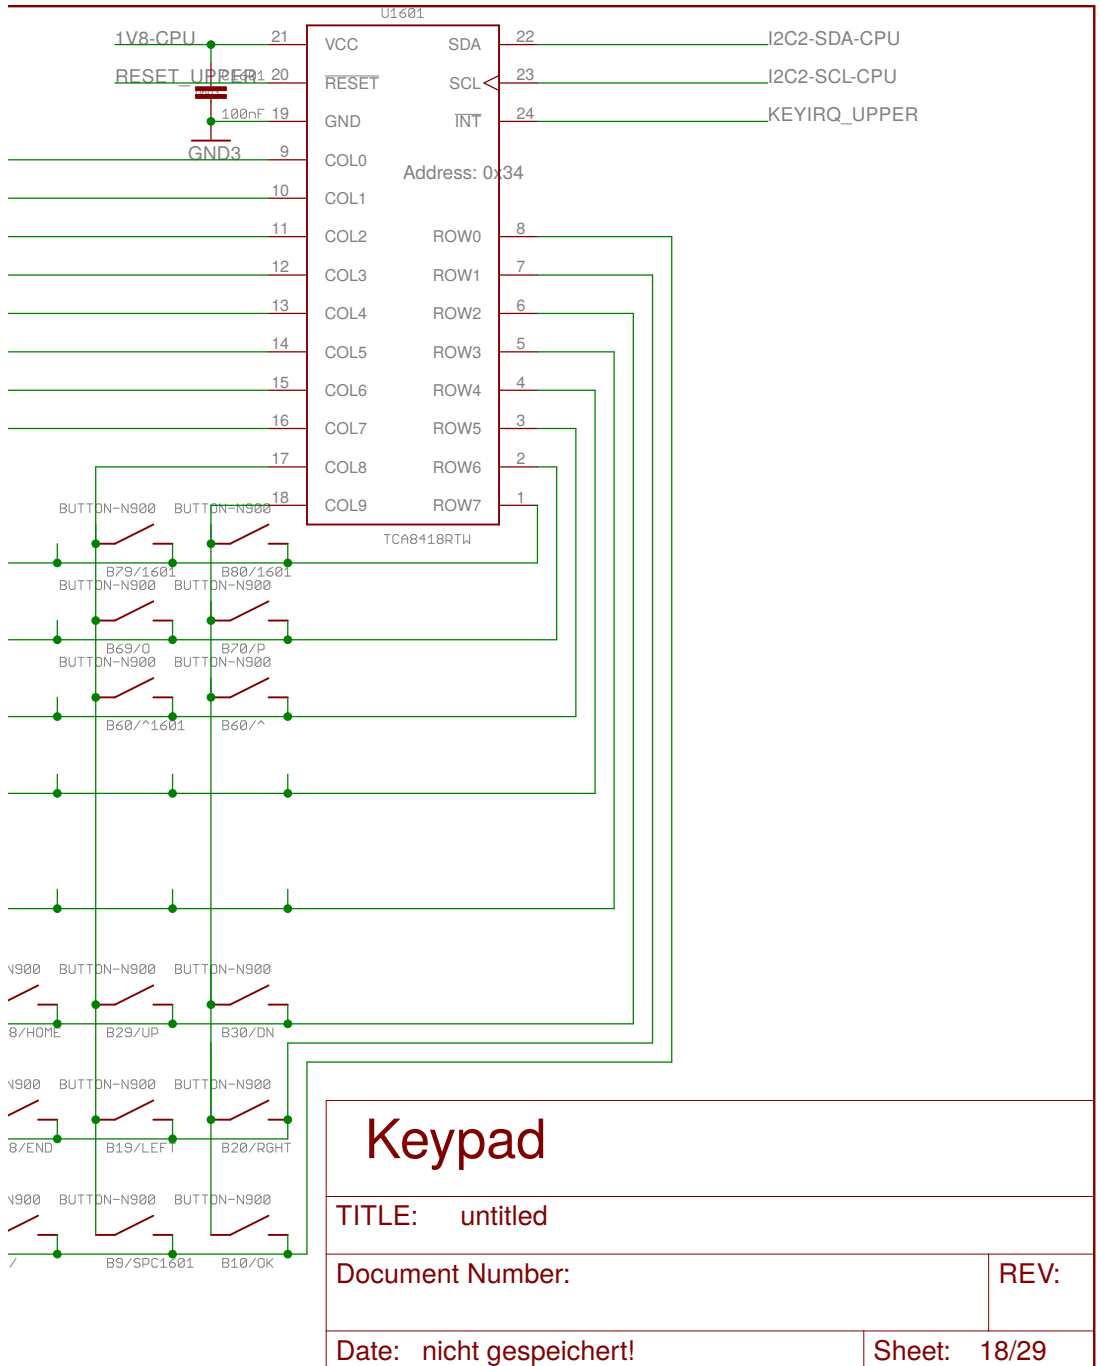 U1601
1V8-CPU 21 VCC SDA 22 I2C2-SDA-CPU
RESET_UPPER 20 RESET SCL 23 I2C2-SCL-CPU
100nF 19 GND INT 24 KEYIRQ_UPPER
GND3
9 COL0
Address: 0x34
10 COL1
11 COL2 ROW0 8
12 COL3 ROW1 7
13 COL4 ROW2 6
14 COL5 ROW3 5
15 COL6 ROW4 4
16 COL7 ROW5 3
17 COL8 ROW6 2
18 COL9 ROW7 1
BUTTON-N900 BUTTON-N900
TCA8418RTW
B79/1601 B80/1601
BUTTON-N900 BUTTON-N900
B69/O B70/P
BUTTON-N900 BUTTON-N900
B60/^1601 B60/^
N900 BUTTON-N900 BUTTON-N900
8/HOME B29/UP B30/DN
N900 BUTTON-N900 BUTTON-N900
8/END B19/LEFT B20/RGHT
N900 BUTTON-N900 BUTTON-N900
/ B9/SPC1601 B10/OK
Keypad
TITLE: untitled
Document Number: REV:
Date: nicht gespeichert! Sheet: 18/29